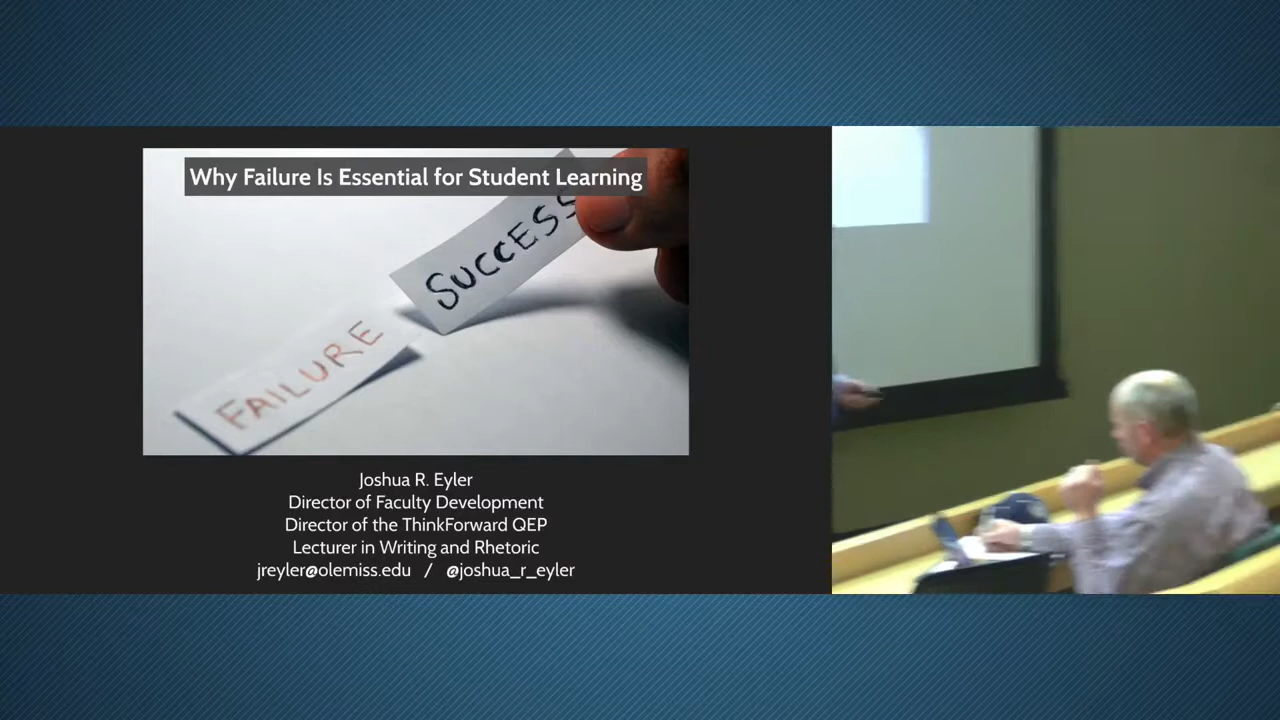 Why Failure Is Essential for Student Learning
SUCCESS
FAILURE
Joshua R. Eyler
Director of Faculty Development
Director of the ThinkForward QEP
Lecturer in Writing and Rhetoric
jreyler@olemiss.edu / @joshua_r_eyler